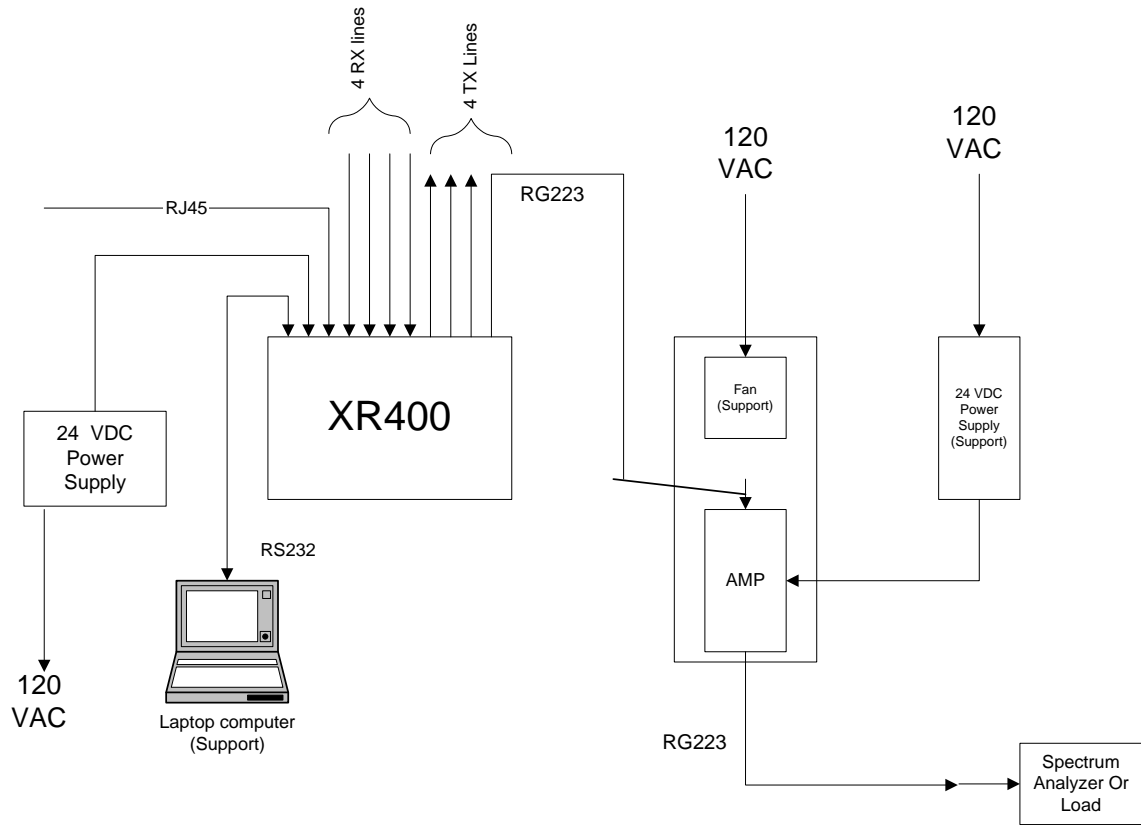 4 RX lines
4 TX Lines
120
VAC
120
VAC
RG223
RJ45
XR400
Fan
(Support)
24 VDC
Power
Supply
(Support)
24 VDC
Power
Supply
RS232
AMP
120
VAC
Laptop computer
(Support)
RG223
Spectrum
Analyzer Or
Load